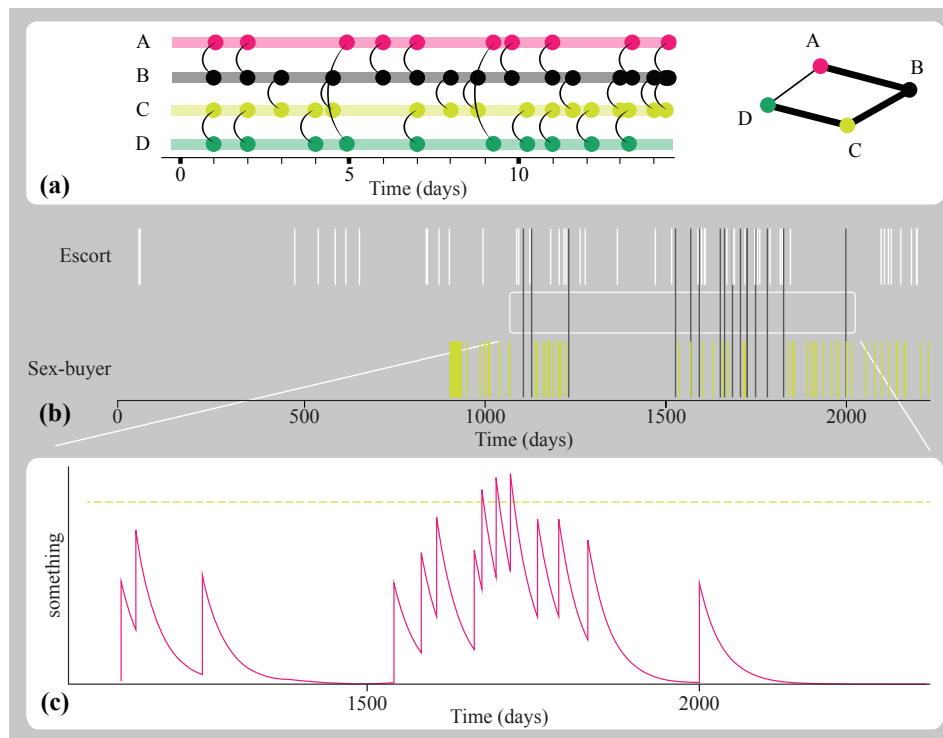 A
B
C
D
0 5 10
Time (days)
(a)
A
B
C
D
Escort
Sex-buyer
(b)
0 500 1000 1500 2000
Time (days)
something
1500 2000
(c)
Time (days)